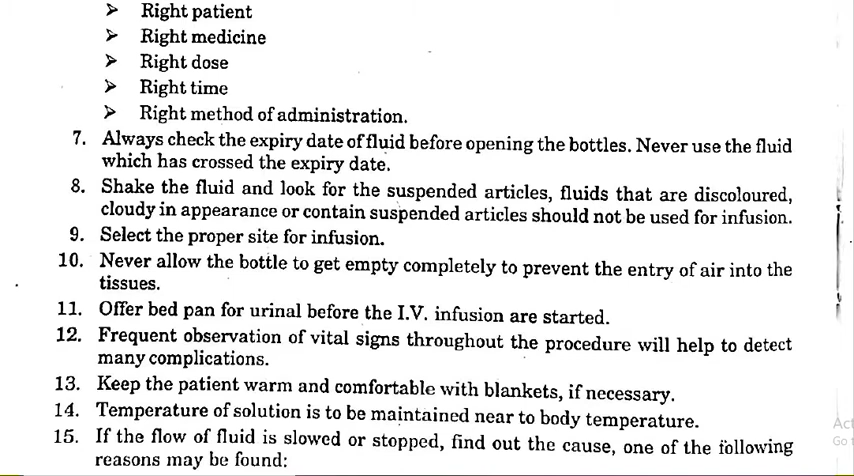 ➤ Right patient
➤ Right medicine
➤ Right dose
➤ Right time
➤ Right method of administration.
7. Always check the expiry date of fluid before opening the bottles. Never use the fluid
which has crossed the expiry date.
8. Shake the fluid and look for the suspended articles, fluids that are discoloured,
cloudy in appearance or contain suspended articles should not be used for infusion.
9. Select the proper site for infusion.
10. Never allow the bottle to get empty completely to prevent the entry of air into the
tissues.
11. Offer bed pan for urinal before the I.V. infusion are started.
12. Frequent observation of vital signs throughout the procedure will help to detect
many complications.
13. Keep the patient warm and comfortable with blankets, if necessary.
14. Temperature of solution is to be maintained near to body temperature.
15. If the flow of fluid is slowed or stopped, find out the cause, one of the following
reasons may be found:
Act
Go t